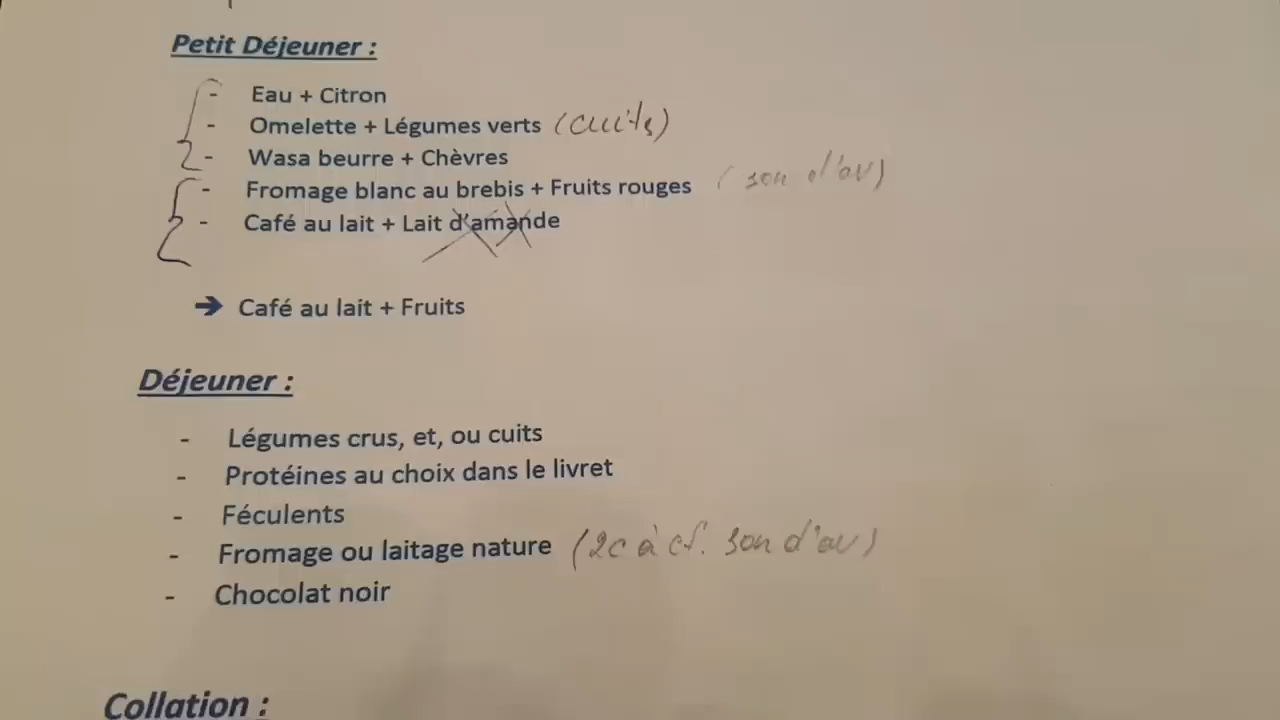 Petit Déjeuner :
- Eau + Citron
- Omelette + Légumes verts (cuits)
- Wasa beurre + Chèvres
- Fromage blanc au brebis + Fruits rouges (son d'av)
- Café au lait + Lait d'amande
➔ Café au lait + Fruits
Déjeuner :
- Légumes crus, et, ou cuits
- Protéines au choix dans le livret
- Féculents
- Fromage ou laitage nature (2c à cf. son d'av)
- Chocolat noir
Collation :